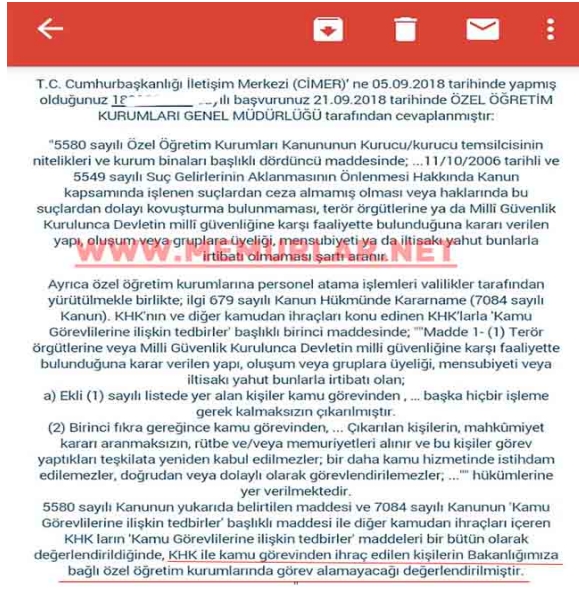 T.C. Cumhurbaşkanlığı İletişim Merkezi (CİMER)' ne 05.09.2018 tarihinde yapmış
olduğunuz ılı başvurunuz 21.09.2018 tarihinde ÖZEL ÖĞRETİM
KURUMLARI GENEL MÜDÜRLÜĞÜ tarafından cevaplanmıştır:
"5580 sayılı Özel Öğretim Kurumları Kanununun Kurucu/kurucu temsilcisinin
nitelikleri ve kurum binaları başlıklı dördüncü maddesinde; ...11/10/2006 tarihli ve
5549 sayılı Suç Gelirlerinin Aklanmasının Önlenmesi Hakkında Kanun
kapsamında işlenen suçlardan ceza almamış olması veya haklarında bu
suçlardan dolayı kovuşturma bulunmaması, terör örgütlerine ya da Millî Güvenlik
Kurulunca Devletin millî güvenliğine karşı faaliyette bulunduğuna kararı verilen
yapı, oluşum veya gruplara üyeliği, mensubiyeti ya da iltisakı yahut bunlarla
WWW.MEMURLAR.NET
irtibatı olmaması şartı aranır.
Ayrıca özel öğretim kurumlarına personel atama işlemleri valilikler tarafından
yürütülmekle birlikte; ilgi 679 sayılı Kanun Hükmünde Kararname (7084 sayılı
Kanun). KHK'nın ve diğer kamudan ihraçları konu edinen KHK'larla 'Kamu
Görevlilerine ilişkin tedbirler' başlıklı birinci maddesinde; ""Madde 1- (1) Terör
örgütlerine veya Milli Güvenlik Kurulunca Devletin milli güvenliğine karşı faaliyette
bulunduğuna karar verilen yapı, oluşum veya gruplara üyeliği, mensubiyeti veya
iltisakı yahut bunlarla irtibatı olan;
a) Ekli (1) sayılı listede yer alan kişiler kamu görevinden , ... başka hiçbir işleme
gerek kalmaksızın çıkarılmıştır.
(2) Birinci fıkra gereğince kamu görevinden, ... Çıkarılan kişilerin, mahkûmiyet
kararı aranmaksızın, rütbe ve/veya memuriyetleri alınır ve bu kişiler görev
yaptıkları teşkilata yeniden kabul edilmezler; bir daha kamu hizmetinde istihdam
edilemezler, doğrudan veya dolaylı olarak görevlendirilemezler; ..."" hükümlerine
yer verilmektedir.
5580 sayılı Kanunun yukarıda belirtilen maddesi ve 7084 sayılı Kanunun 'Kamu
Görevlilerine ilişkin tedbirler' başlıklı maddesi ile diğer kamudan ihraçları içeren
KHK ların 'Kamu Görevlilerine ilişkin tedbirler' maddeleri bir bütün olarak
değerlendirildiğinde, KHK ile kamu görevinden ihraç edilen kişilerin Bakanlığımıza
bağlı özel öğretim kurumlarında görev alamayacağı değerlendirilmiştir.
"